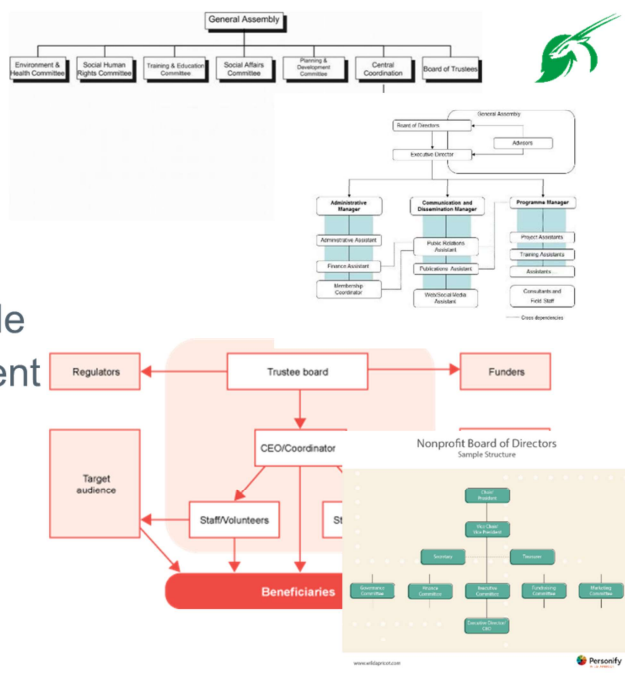 General Assembly
Environment &
Health Committee
Social Human
Rights Committee
Training & Education
Committee
Social Affairs
Committee
Planning &
Development
Committee
Central
Coordination
Board of Trustees
General Assembly
Board of Directors
Advisors
Executive Director
Administrative
Manager
Communication and
Dissemination Manager
Programme Manager
Administrative Assistant
Finance Assistant
Membership
Coordinator
Public Relations
Assistant
Publications Assistant
Web/Social Media
Assistant
Project Assistants
Training Assistants
Assistants...
Consultants and
Field Staff
Cross dependencies
le
ent
Regulators
Trustee board
Funders
CEO/Coordinator
Target
audience
Staff/Volunteers
St
Beneficiaries
Nonprofit Board of Directors
Sample Structure
Chair/
President
Vice Chair/
Vice President
Secretary
Treasurer
Governance
Committee
Finance
Committee
Executive
Committee
Fundraising
Committee
Marketing
Committee
Executive Director/
CEO
www.wildapricot.com
Personify